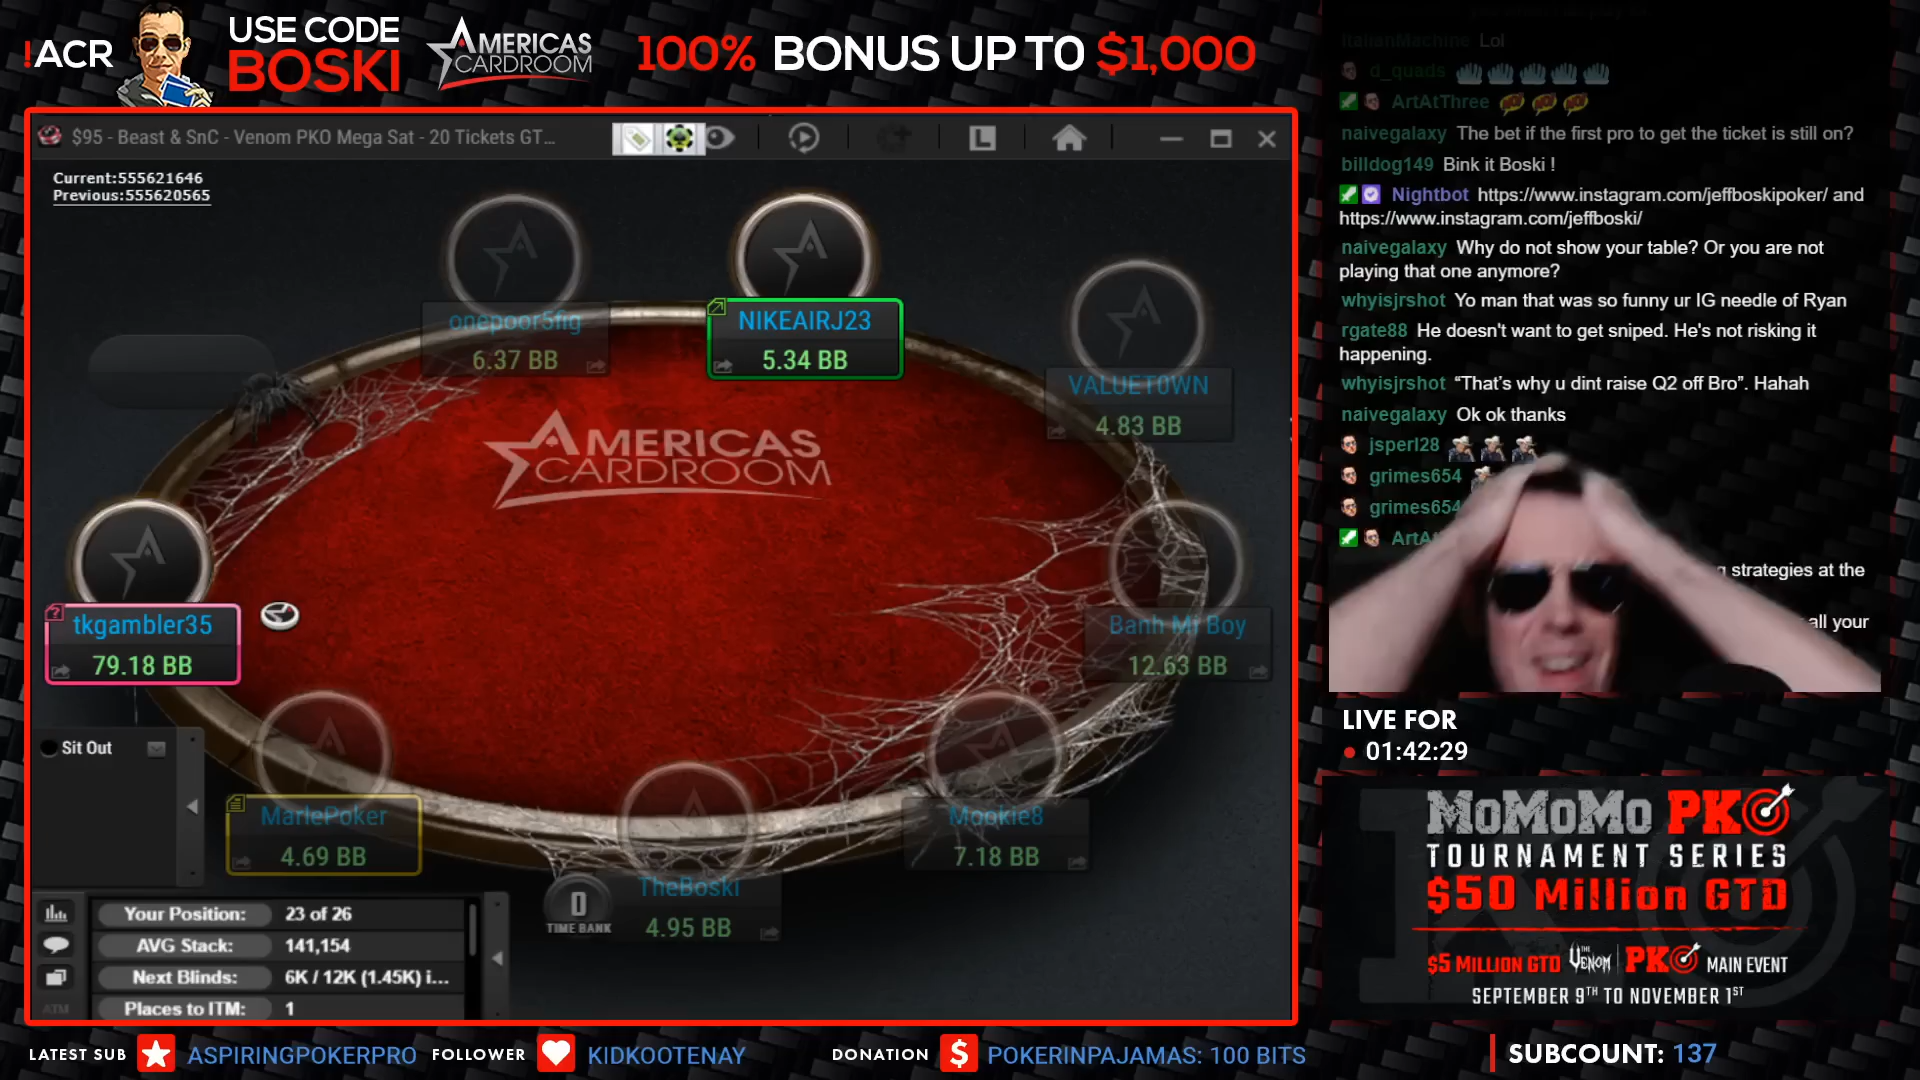 !ACR
USE CODE
BOSKI
AMERICAS
CARDROOM
100% BONUS UP TO $1,000
$95 - Beast & SnC - Venom PKO Mega Sat - 20 Tickets GT...
L
Current:555621646
Previous:555620565
onepoor5fig
6.37 BB
NIKEAIRJ23
5.34 BB
VALUET0WN
4.83 BB
AMERICAS
CARDROOM
tkgambler35
79.18 BB
Banh Mi Boy
12.63 BB
Sit Out
MarlePoker
4.69 BB
Mookie8
7.18 BB
0
TIME BANK
TheBoski
4.95 BB
Your Position: 23 of 26
AVG Stack: 141,154
Next Blinds: 6K / 12K (1.45K) i...
Places to ITM: 1
ATM
ItalianMachine Lol
d_quads
ArtAtThree
naivegalaxy The bet if the first pro to get the ticket is still on?
billdog149 Bink it Boski !
Nightbot https://www.instagram.com/jeffboskipoker/ and
https://www.instagram.com/jeffboski/
naivegalaxy Why do not show your table? Or you are not
playing that one anymore?
whyisjrshot Yo man that was so funny ur IG needle of Ryan
rgate88 He doesn't want to get sniped. He's not risking it
happening.
whyisjrshot “That’s why u dint raise Q2 off Bro”. Hahah
naivegalaxy Ok ok thanks
jsperl28
grimes654
grimes654
ArtAt
strategies at the
all your
LIVE FOR
01:42:29
MoMoMo PKO
TOURNAMENT SERIES
$50 Million GTD
$5 MILLION GTD THE VENOM PKO MAIN EVENT
SEPTEMBER 9TH TO NOVEMBER 1ST
LATEST SUB ASPIRINGPOKERPRO FOLLOWER KIDKOOTENAY DONATION $ POKERINPAJAMAS: 100 BITS
SUBCOUNT: 137